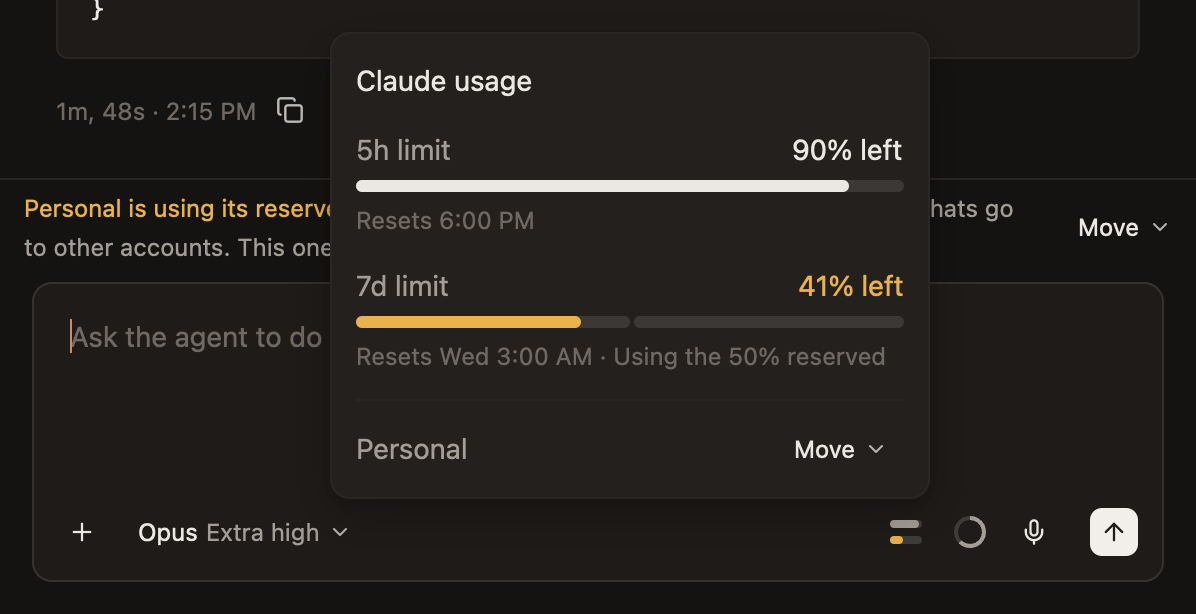 }
1m, 48s · 2:15 PM
Claude usage
5h limit
90% left
Resets 6:00 PM
7d limit
41% left
Resets Wed 3:00 AM · Using the 50% reserved
Personal
Move
Personal is using its
go
to other accounts. This one
Move
Ask the agent to do
Opus Extra high